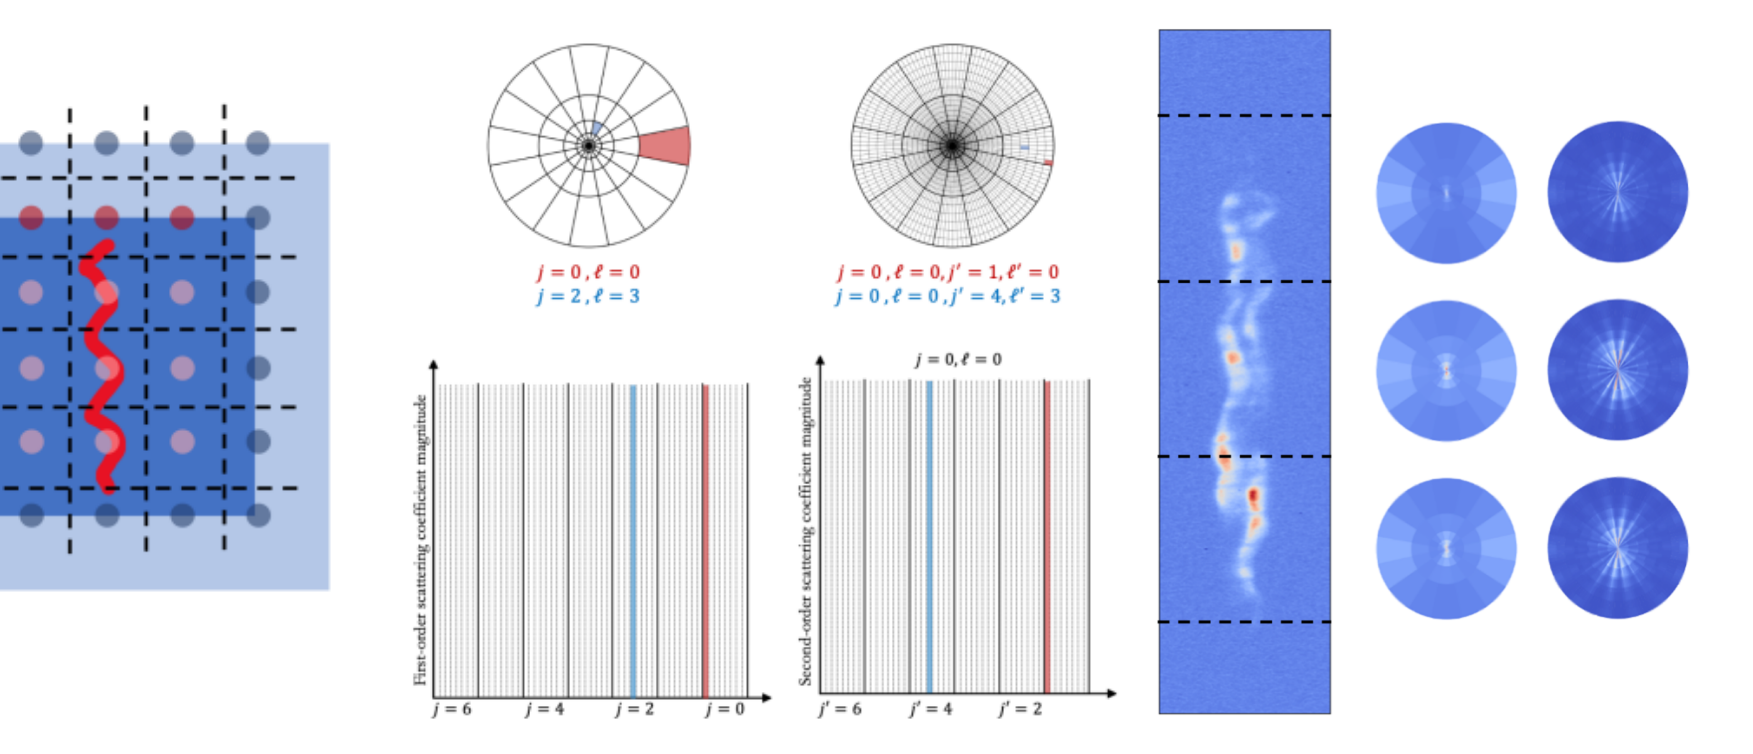 j = 0 , ℓ = 0
j = 2 , ℓ = 3
j = 0 , ℓ = 0, j′ = 1, ℓ′ = 0
j = 0 , ℓ = 0 , j′ = 4, ℓ′ = 3
First-order scattering coefficient magnitude
j = 6
j = 4
j = 2
j = 0
j = 0, ℓ = 0
Second-order scattering coefficient magnitude
j′ = 6
j′ = 4
j′ = 2